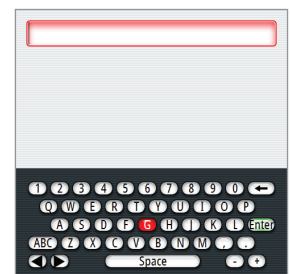 1 2 3 4 5 6 7 8 9 0 ←
Q W E R T Y U I O P
A S D F G H J K L Enter
ABC Z X C V B N M , .
◀ ▶ Space - +